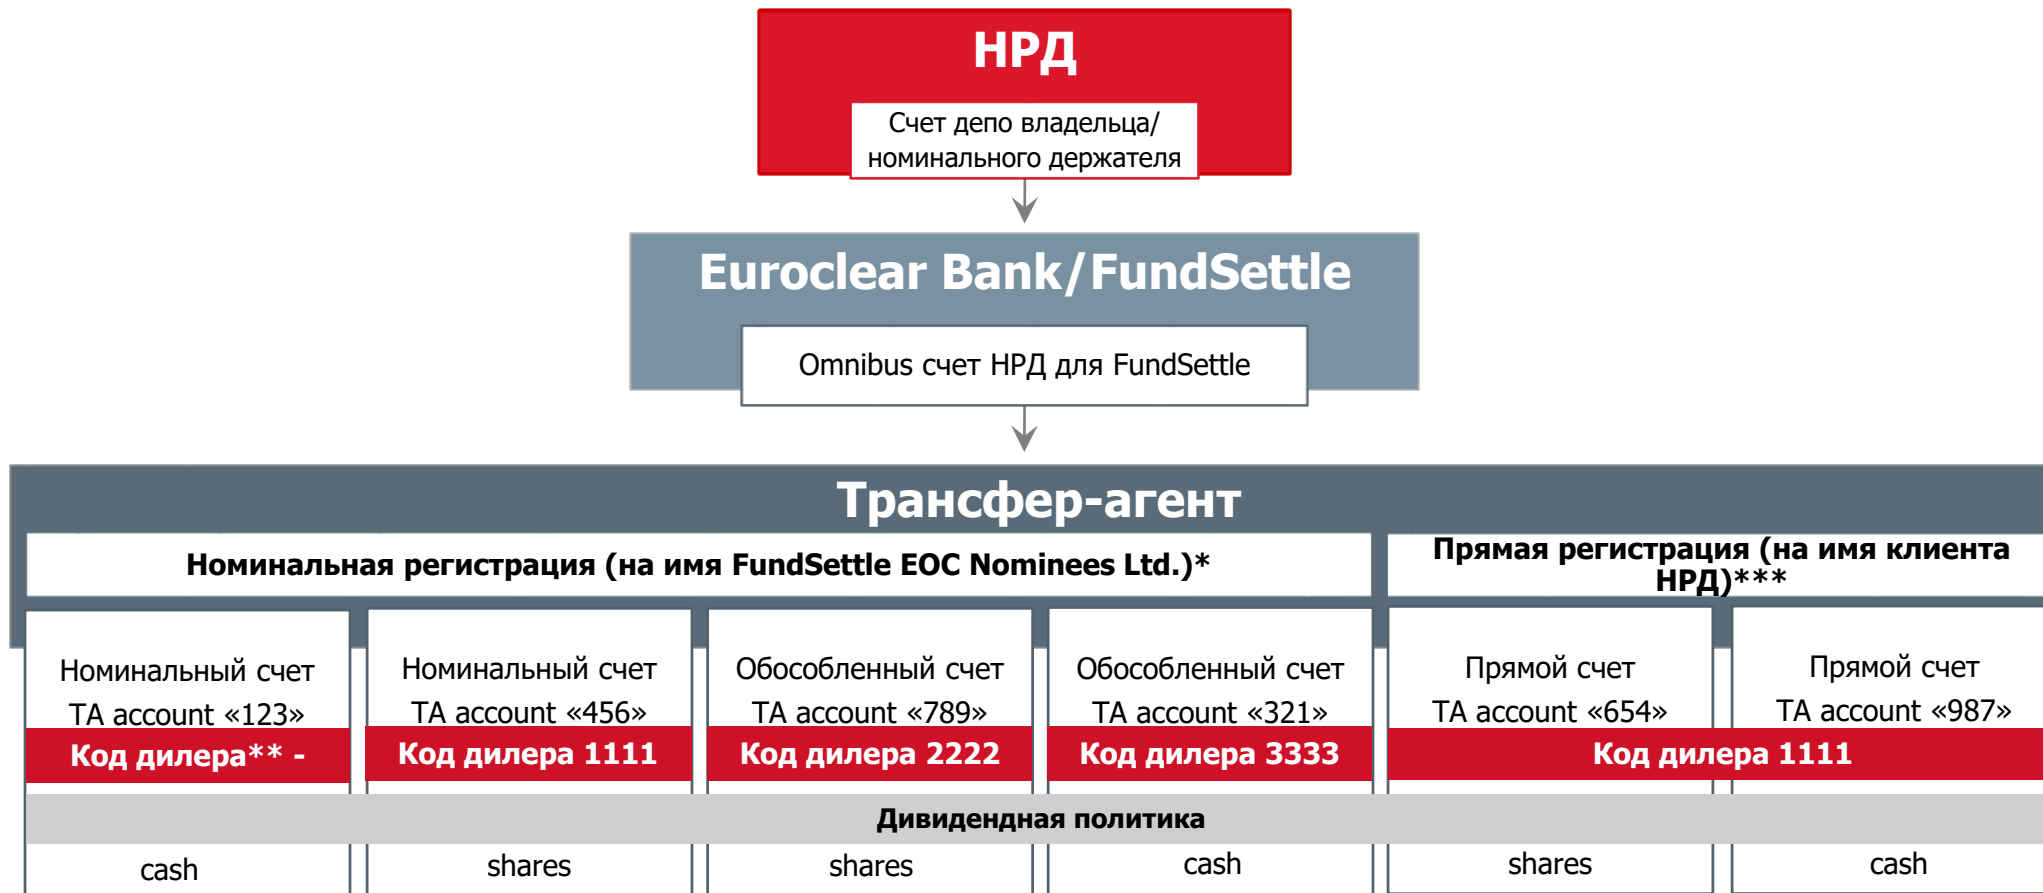 НРД
Счет депо владельца/
номинального держателя
Euroclear Bank/FundSettle
Omnibus счет НРД для FundSettle
Трансфер-агент
Номинальная регистрация (на имя FundSettle EOC Nominees Ltd.)*
Прямая регистрация (на имя клиента
НРД)***
Номинальный счет
TA account «123»
Код дилера** -
Номинальный счет
TA account «456»
Код дилера 1111
Обособленный счет
TA account «789»
Код дилера 2222
Обособленный счет
TA account «321»
Код дилера 3333
Прямой счет
TA account «654»
Прямой счет
TA account «987»
Код дилера 1111
Дивидендная политика
cash
shares
shares
cash
shares
cash